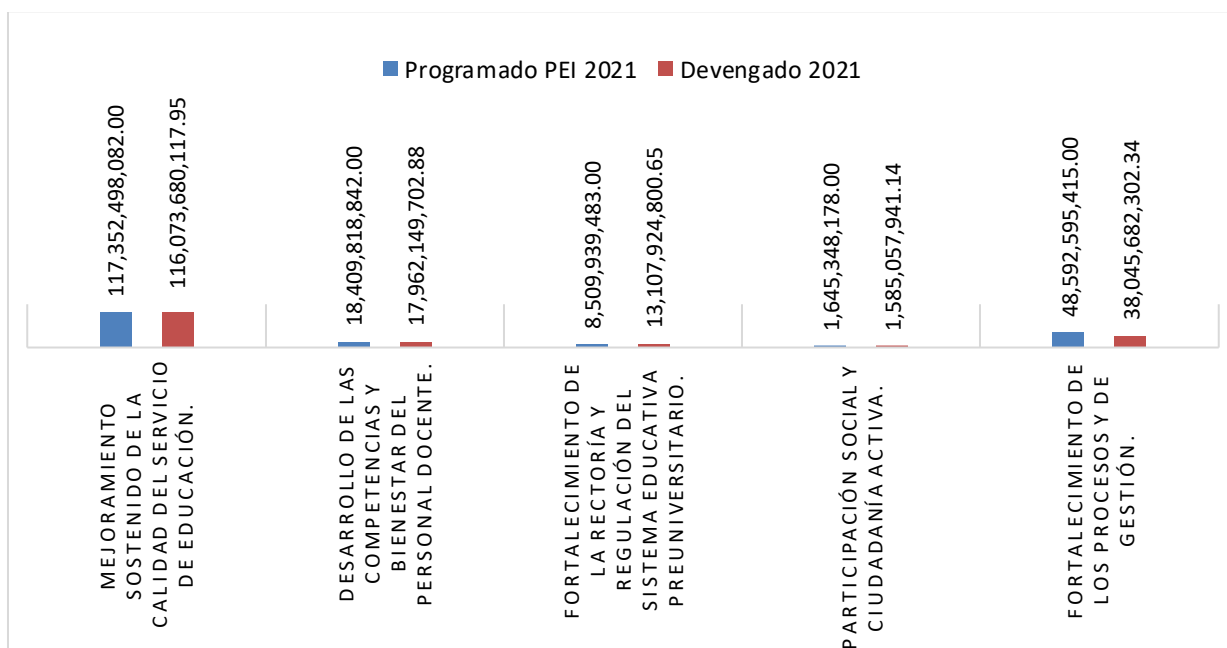 Programado PEI 2021 Devengado 2021
117,352,498,082.00
116,073,680,117.95
18,409,818,842.00
17,962,149,702.88
8,509,939,483.00
13,107,924,800.65
1,645,348,178.00
1,585,057,941.14
48,592,595,415.00
38,045,682,302.34
MEJORAMIENTO
SOSTENIDO DE LA
CALIDAD DEL SERVICIO
DE EDUCACIÓN.
DESARROLLO DE LAS
COMPETENCIAS Y
BIENESTAR DEL
PERSONAL DOCENTE.
FORTALECIMIENTO DE
LA RECTORÍA Y
REGULACIÓN DEL
SISTEMA EDUCATIVA
PREUNIVERSITARIO.
PARTICIPACIÓN SOCIAL Y
CIUDADANÍA ACTIVA.
FORTALECIMIENTO DE
LOS PROCESOS Y DE
GESTIÓN.